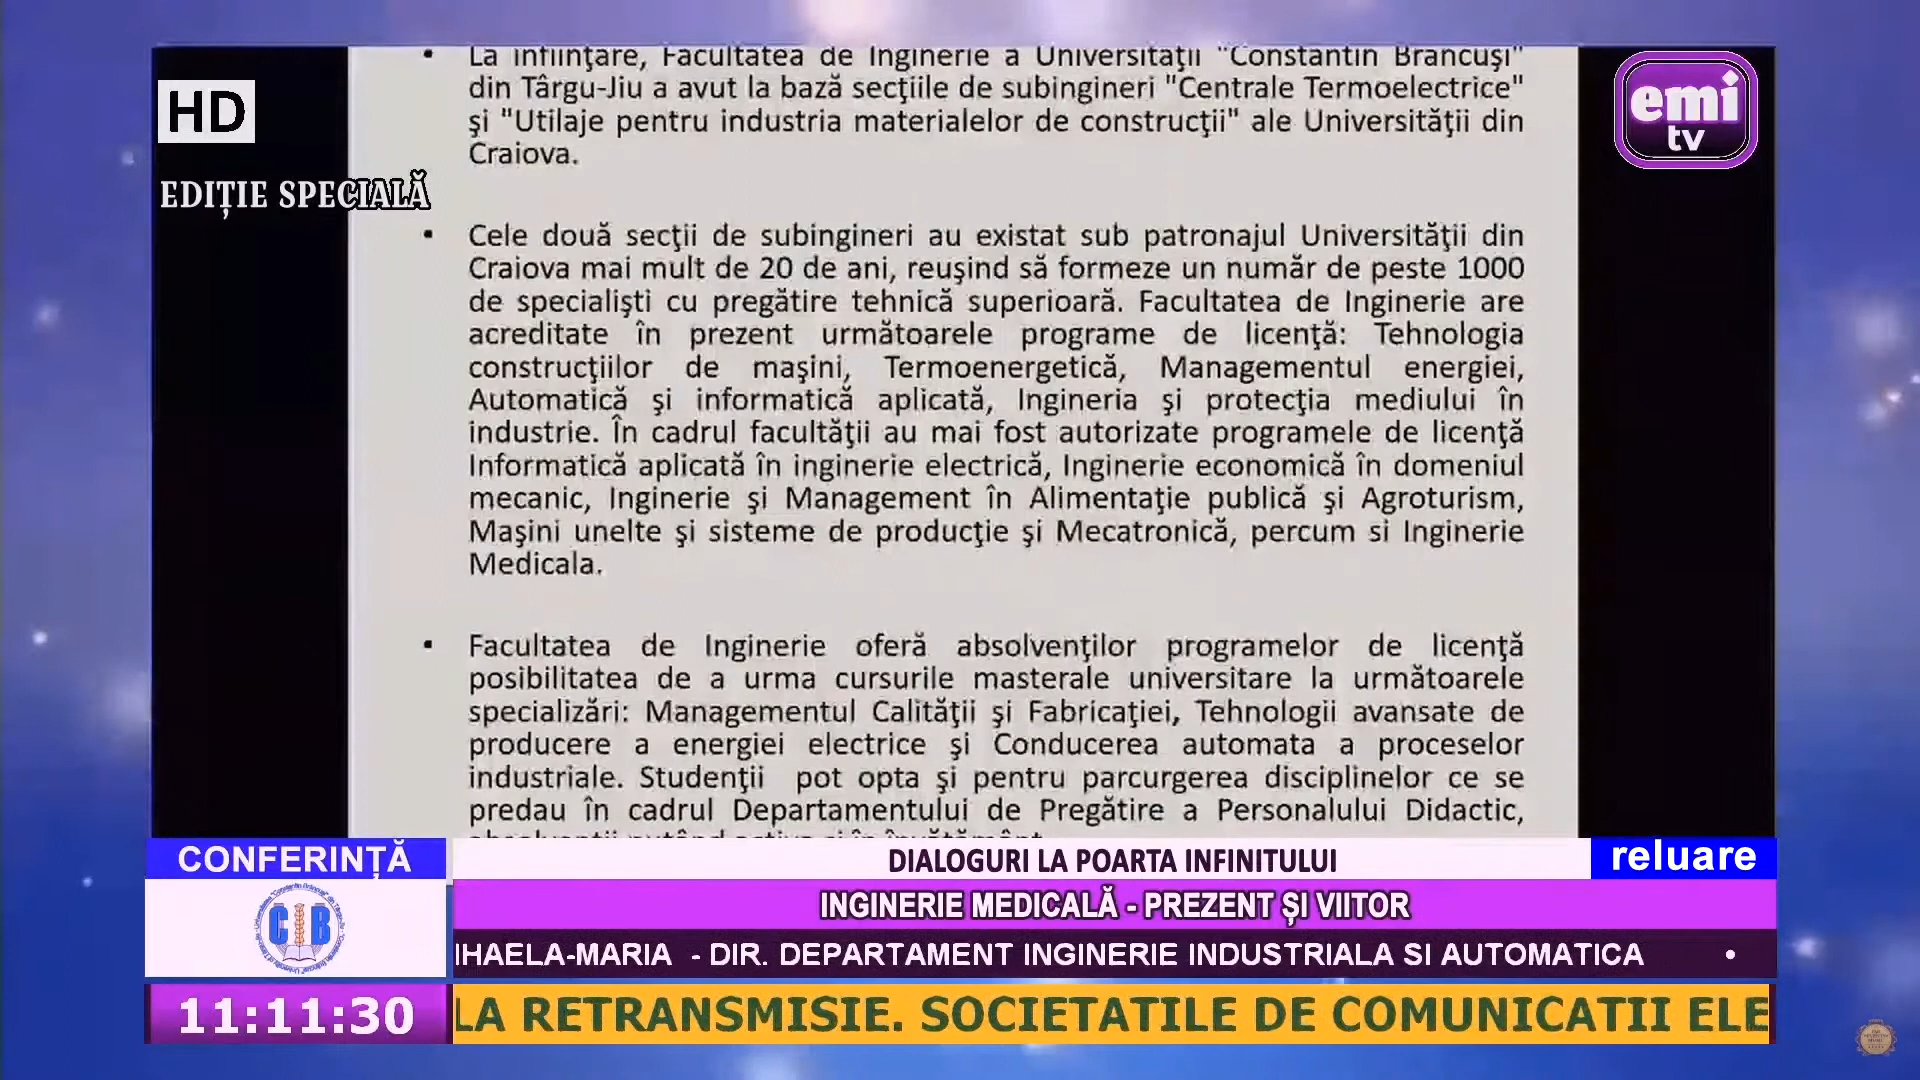 • La înfiinţare, Facultatea de Inginerie a Universităţii "Constantin Brancuşi"
din Târgu-Jiu a avut la bază secţiile de subingineri "Centrale Termoelectrice"
şi "Utilaje pentru industria materialelor de construcţii" ale Universităţii din
Craiova.
HD
emi
tv
EDIȚIE SPECIALĂ
• Cele două secţii de subingineri au existat sub patronajul Universităţii din
Craiova mai mult de 20 de ani, reuşind să formeze un număr de peste 1000
de specialişti cu pregătire tehnică superioară. Facultatea de Inginerie are
acreditate în prezent următoarele programe de licenţă: Tehnologia
construcţiilor de maşini, Termoenergetică, Managementul energiei,
Automatică şi informatică aplicată, Ingineria şi protecţia mediului în
industrie. În cadrul facultăţii au mai fost autorizate programele de licenţă
Informatică aplicată în inginerie electrică, Inginerie economică în domeniul
mecanic, Inginerie şi Management în Alimentaţie publică şi Agroturism,
Maşini unelte şi sisteme de producţie şi Mecatronică, percum si Inginerie
Medicala.
• Facultatea de Inginerie oferă absolvenţilor programelor de licenţă
posibilitatea de a urma cursurile masterale universitare la următoarele
specializări: Managementul Calităţii şi Fabricaţiei, Tehnologii avansate de
producere a energiei electrice şi Conducerea automata a proceselor
industriale. Studenţii pot opta şi pentru parcurgerea disciplinelor ce se
predau în cadrul Departamentului de Pregătire a Personalului Didactic,
CONFERINȚĂ
DIALOGURI LA POARTA INFINITULUI
reluare
INGINERIE MEDICALĂ - PREZENT ȘI VIITOR
CIB
IHAELA-MARIA - DIR. DEPARTAMENT INGINERIE INDUSTRIALA SI AUTOMATICA •
11:11:30
LA RETRANSMISIE. SOCIETATILE DE COMUNICATII ELE